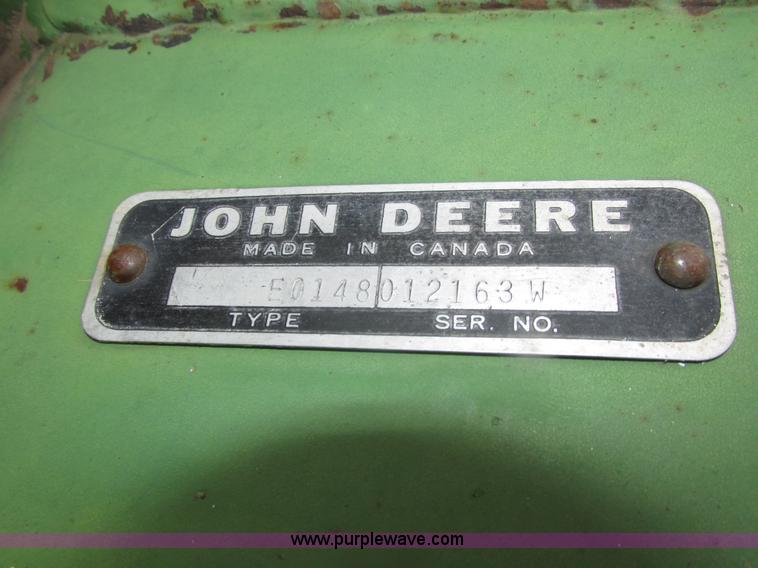 JOHN DEERE
MADE IN CANADA
E0148 012163 W
TYPE SER. NO.
www.purplewave.com